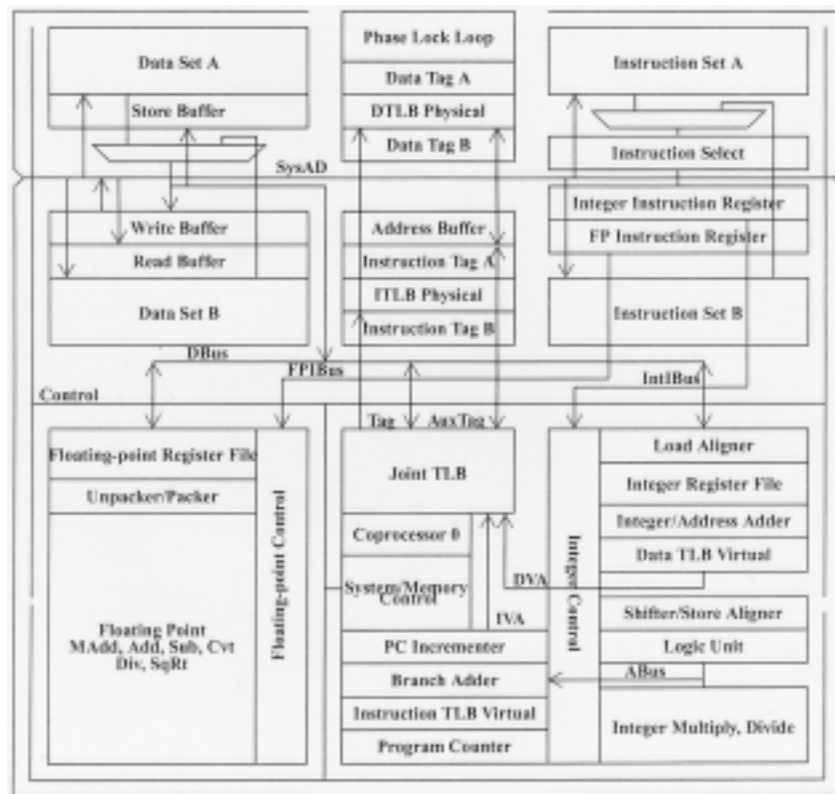 Data Set A
Store Buffer
Phase Lock Loop
Data Tag A
DTLB Physical
Data Tag B
Instruction Set A
Instruction Select
SysAD
Write Buffer
Read Buffer
Data Set B
Address Buffer
Instruction Tag A
ITLB Physical
Instruction Tag B
Integer Instruction Register
FP Instruction Register
Instruction Set B
DBus
FPIBus
IntIBus
Control
Tag
AuxTag
Floating-point Register File
Unpacker/Packer
Floating Point
MAdd, Add, Sub, Cvt
Div, SqRt
Floating-point Control
Joint TLB
Coprocessor 0
System/Memory
Control
DVA
IVA
PC Incrementer
Branch Adder
Instruction TLB Virtual
Program Counter
Integer Control
Load Aligner
Integer Register File
Integer/Address Adder
Data TLB Virtual
Shifter/Store Aligner
Logic Unit
ABus
Integer Multiply, Divide